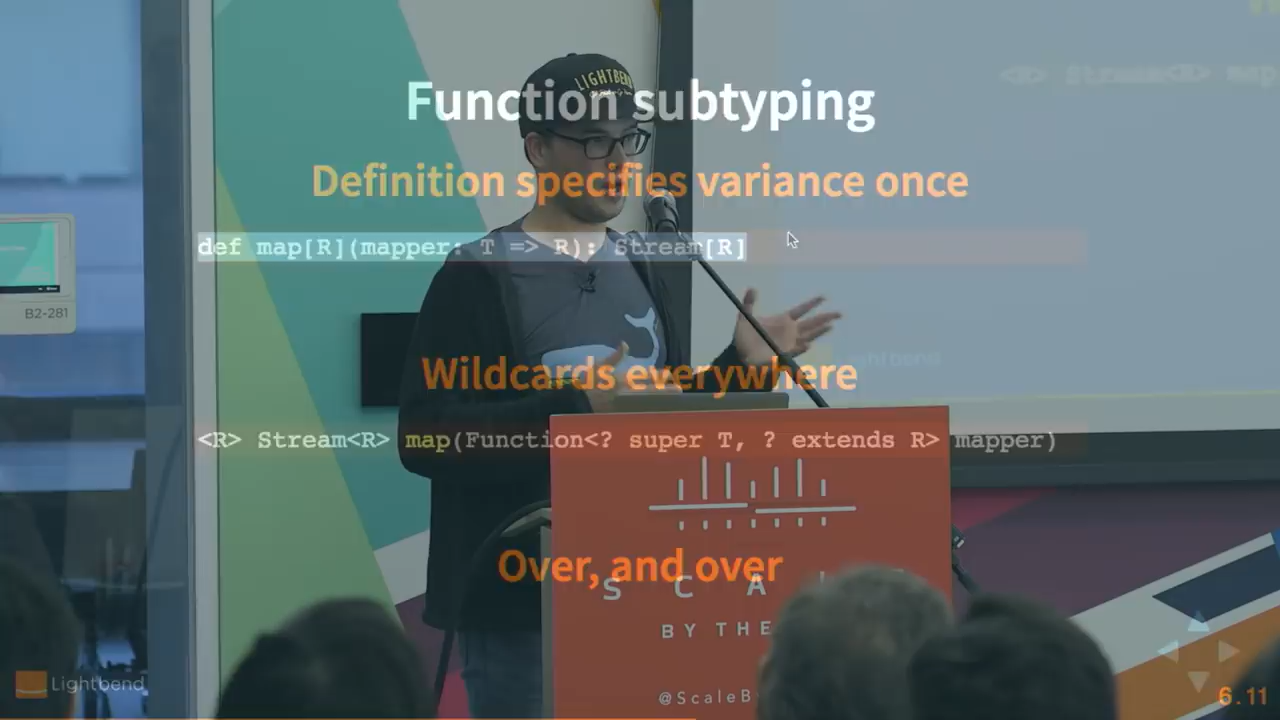 LIGHTBEND
Function subtyping
Definition specifies variance once
def map[R](mapper: T => R): Stream[R]
B2-281
Lightbend
Wildcards everywhere
<R> Stream<R> map(Function<? super T, ? extends R> mapper)
Over, and over
S C A
BY THE
@ScaleB
Lightbend
6.11